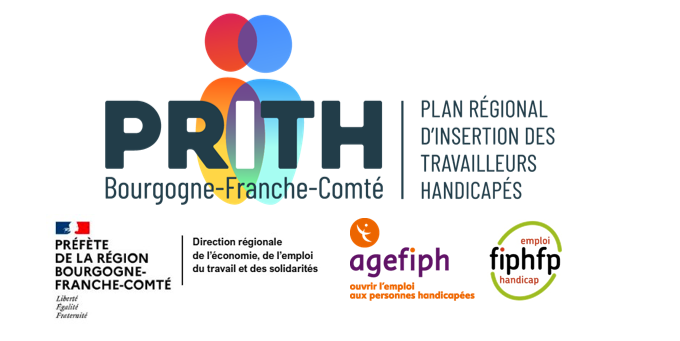 PRITH
Bourgogne-Franche-Comté
PLAN RÉGIONAL
D'INSERTION DES
TRAVAILLEURS
HANDICAPÉS
PRÉFÈTE
DE LA RÉGION
BOURGOGNE-
FRANCHE-COMTÉ
Liberté
Égalité
Fraternité
Direction régionale
de l'économie, de l'emploi
du travail et des solidarités
agefiph
ouvrir l'emploi
aux personnes handicapées
emploi
fiphfp
handicap